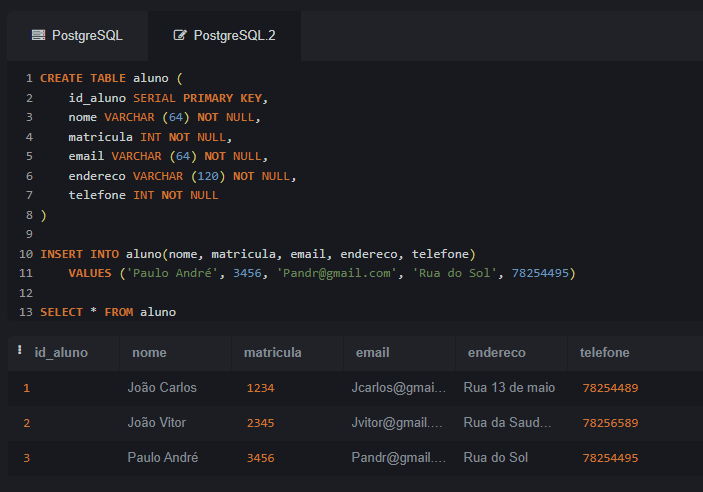 PostgreSQL PostgreSQL.2
1 CREATE TABLE aluno (
2 id_aluno SERIAL PRIMARY KEY,
3 nome VARCHAR (64) NOT NULL,
4 matricula INT NOT NULL,
5 email VARCHAR (64) NOT NULL,
6 endereco VARCHAR (120) NOT NULL,
7 telefone INT NOT NULL
8 )
9
10 INSERT INTO aluno(nome, matricula, email, endereco, telefone)
11 VALUES ('Paulo André', 3456, 'Pandr@gmail.com', 'Rua do Sol', 78254495)
12
13 SELECT * FROM aluno
id_aluno nome matricula email endereco telefone
1 João Carlos 1234 Jcarlos@gmai... Rua 13 de maio 78254489
2 João Vitor 2345 Jvitor@gmail.... Rua da Saud... 78256589
3 Paulo André 3456 Pandr@gmail.... Rua do Sol 78254495